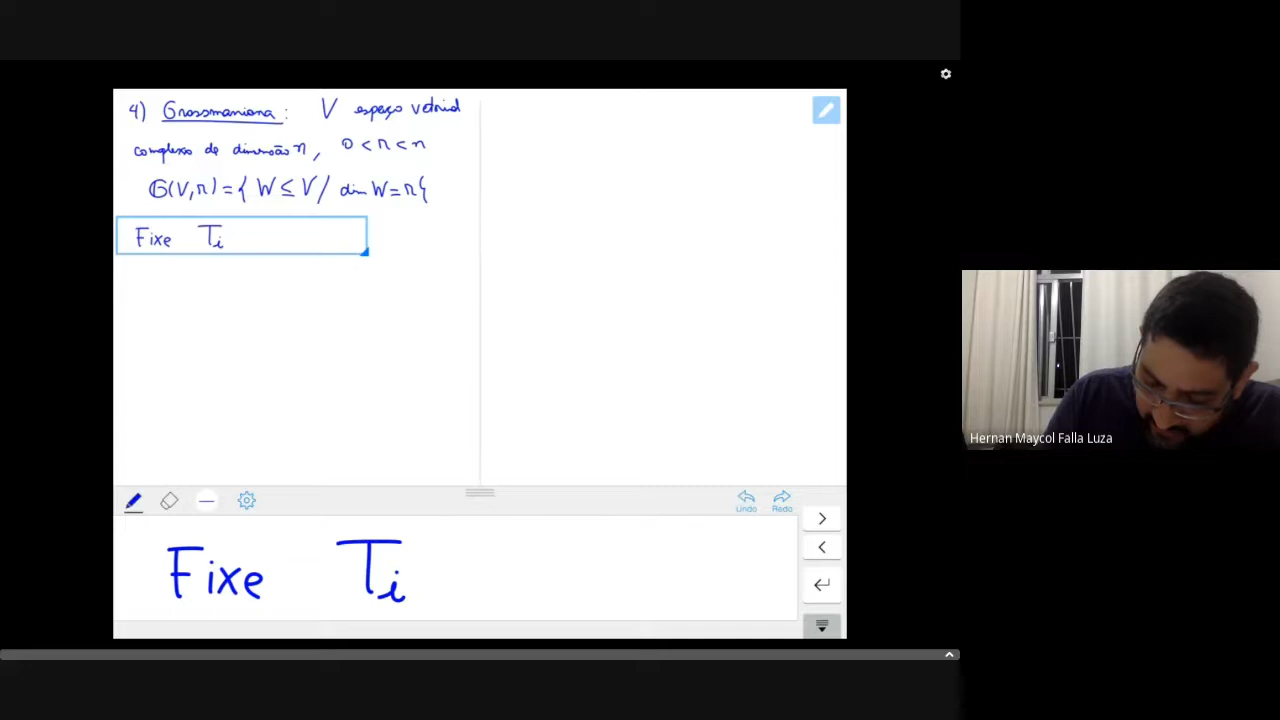 4) Grassmaniana: V espaço vetorial
complexo de dimensão n, 0 < r < n
𝔾(V,r) = { W ≤ V / dim W = r }
Fixe Ti
Undo
Redo
Fixe Ti
Hernan Maycol Falla Luza